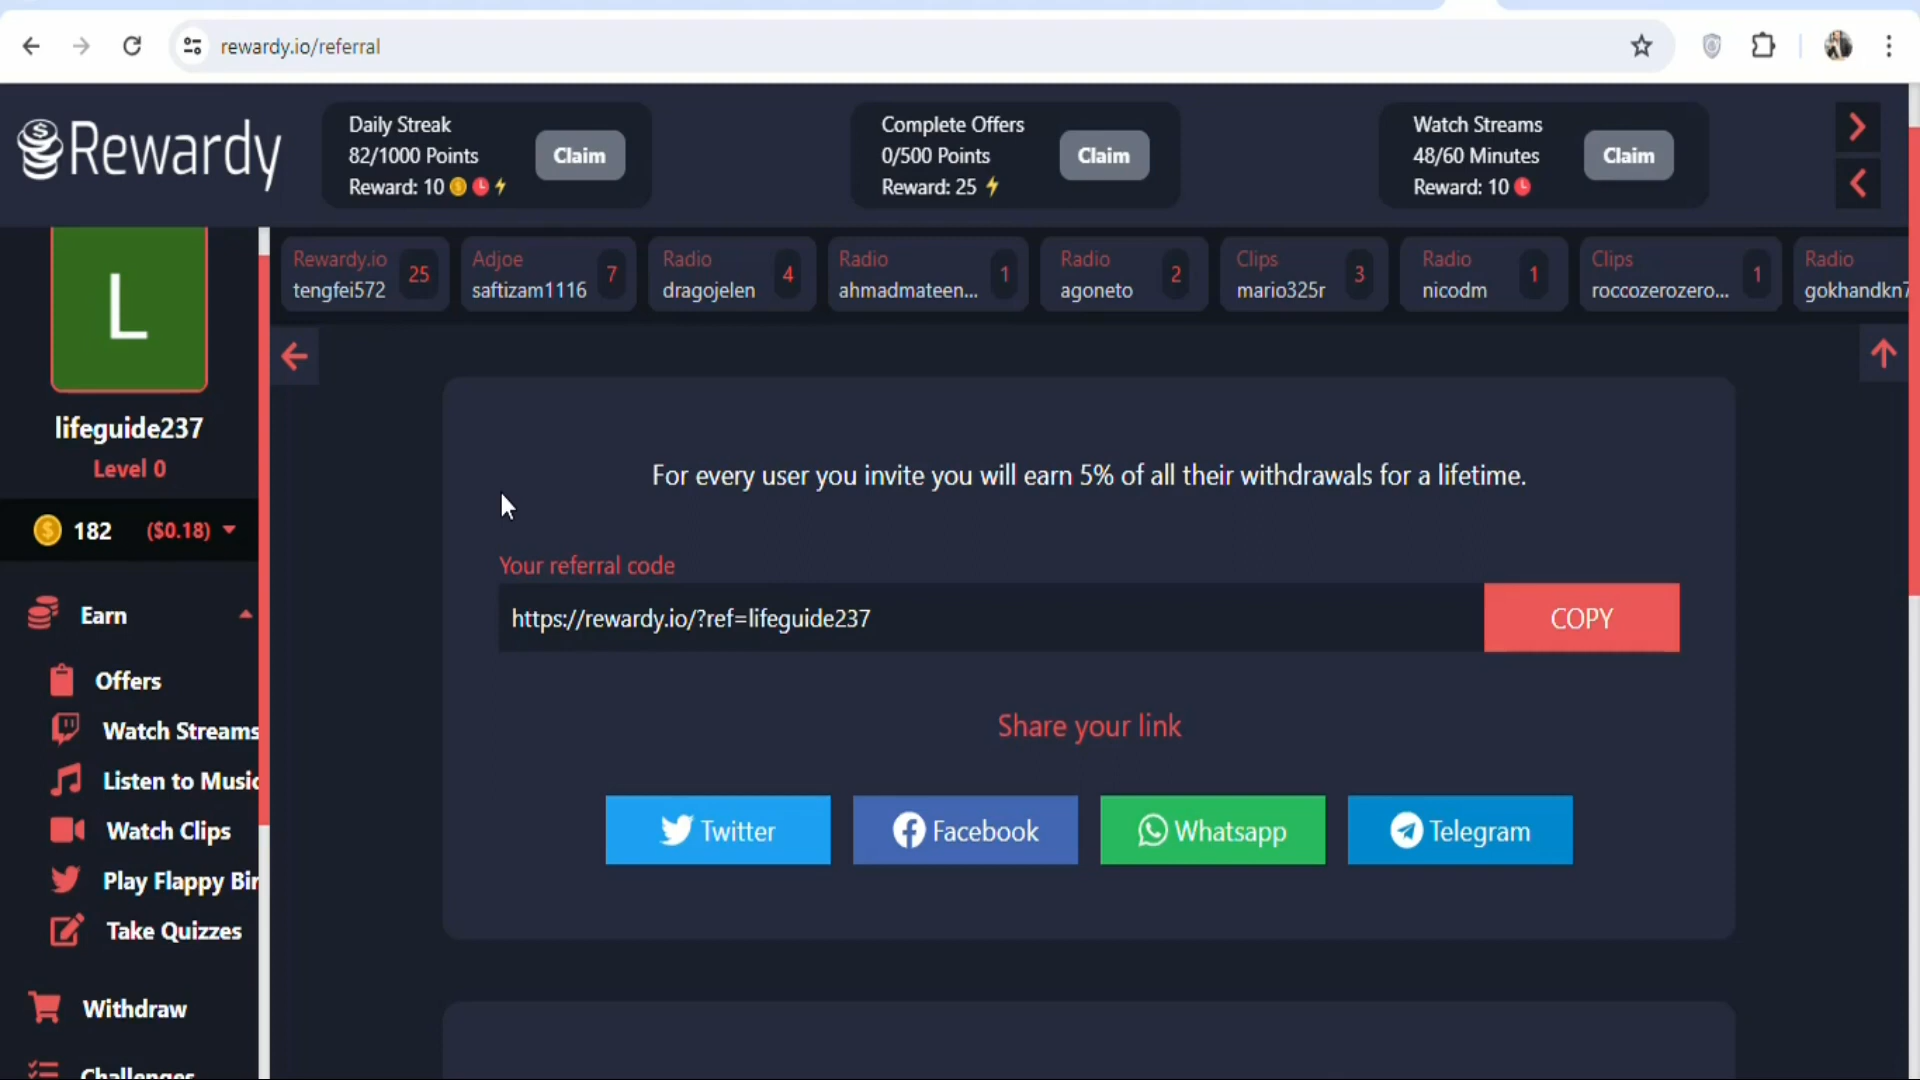 rewardy.io/referral
Rewardy
Daily Streak
82/1000 Points
Reward: 10
Claim
Complete Offers
0/500 Points
Reward: 25
Claim
Watch Streams
48/60 Minutes
Reward: 10
Claim
Rewardy.io
tengfei572
25
Adjoe
saftizam1116
7
Radio
dragojelen
4
Radio
ahmadmateen...
1
Radio
agoneto
2
Clips
mario325r
3
Radio
nicodm
1
Clips
roccozerozero...
1
Radio
gokhandkn7
L
lifeguide237
Level 0
182 ($0.18)
Earn
Offers
Watch Streams
Listen to Music
Watch Clips
Play Flappy Bir
Take Quizzes
Withdraw
Challenges
For every user you invite you will earn 5% of all their withdrawals for a lifetime.
Your referral code
https://rewardy.io/?ref=lifeguide237
COPY
Share your link
Twitter
Facebook
Whatsapp
Telegram